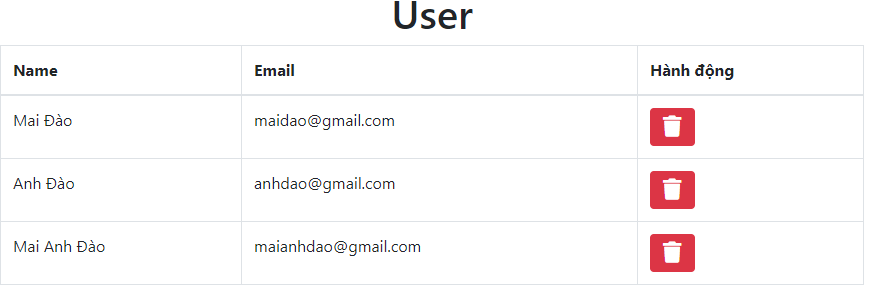 User
Name Email Hành động
Mai Đào maidao@gmail.com
Anh Đào anhdao@gmail.com
Mai Anh Đào maianhdao@gmail.com